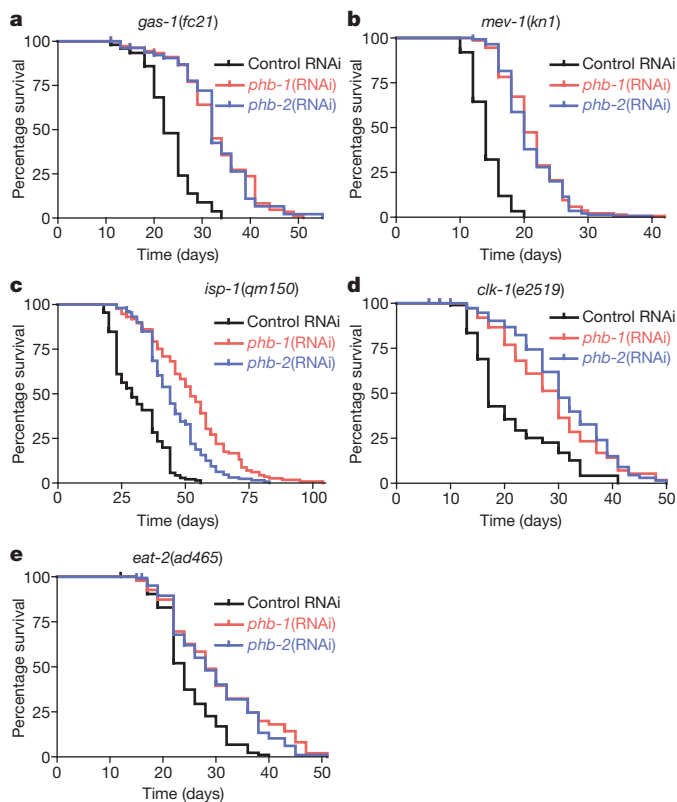 a gas-1(fc21)
Percentage survival
100
75
50
25
0
Control RNAi
phb-1(RNAi)
phb-2(RNAi)
0 10 20 30 40 50
Time (days)
b mev-1(kn1)
Percentage survival
100
75
50
25
0
Control RNAi
phb-1(RNAi)
phb-2(RNAi)
0 10 20 30 40
Time (days)
c isp-1(qm150)
Percentage survival
100
75
50
25
0
Control RNAi
phb-1(RNAi)
phb-2(RNAi)
0 25 50 75 100
Time (days)
d clk-1(e2519)
Percentage survival
100
75
50
25
0
Control RNAi
phb-1(RNAi)
phb-2(RNAi)
0 10 20 30 40 50
Time (days)
e eat-2(ad465)
Percentage survival
100
75
50
25
0
Control RNAi
phb-1(RNAi)
phb-2(RNAi)
0 10 20 30 40 50
Time (days)